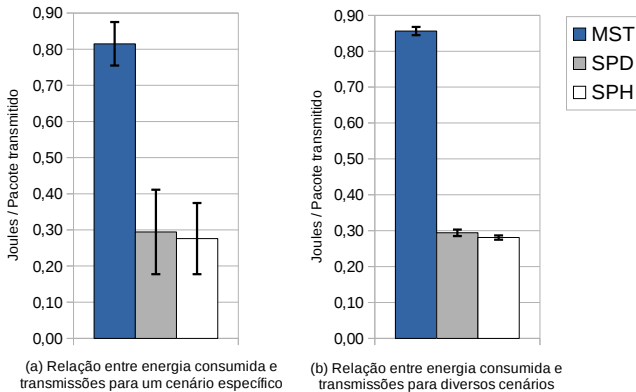 0,90
0,80
0,70
0,60
0,50
0,40
0,30
0,20
0,10
0,00
Joules / Pacote transmitido
(a) Relação entre energia consumida e
transmissões para um cenário específico
0,90
0,80
0,70
0,60
0,50
0,40
0,30
0,20
0,10
0,00
Joules / Pacote transmitido
(b) Relação entre energia consumida e
transmissões para diversos cenários
MST
SPD
SPH